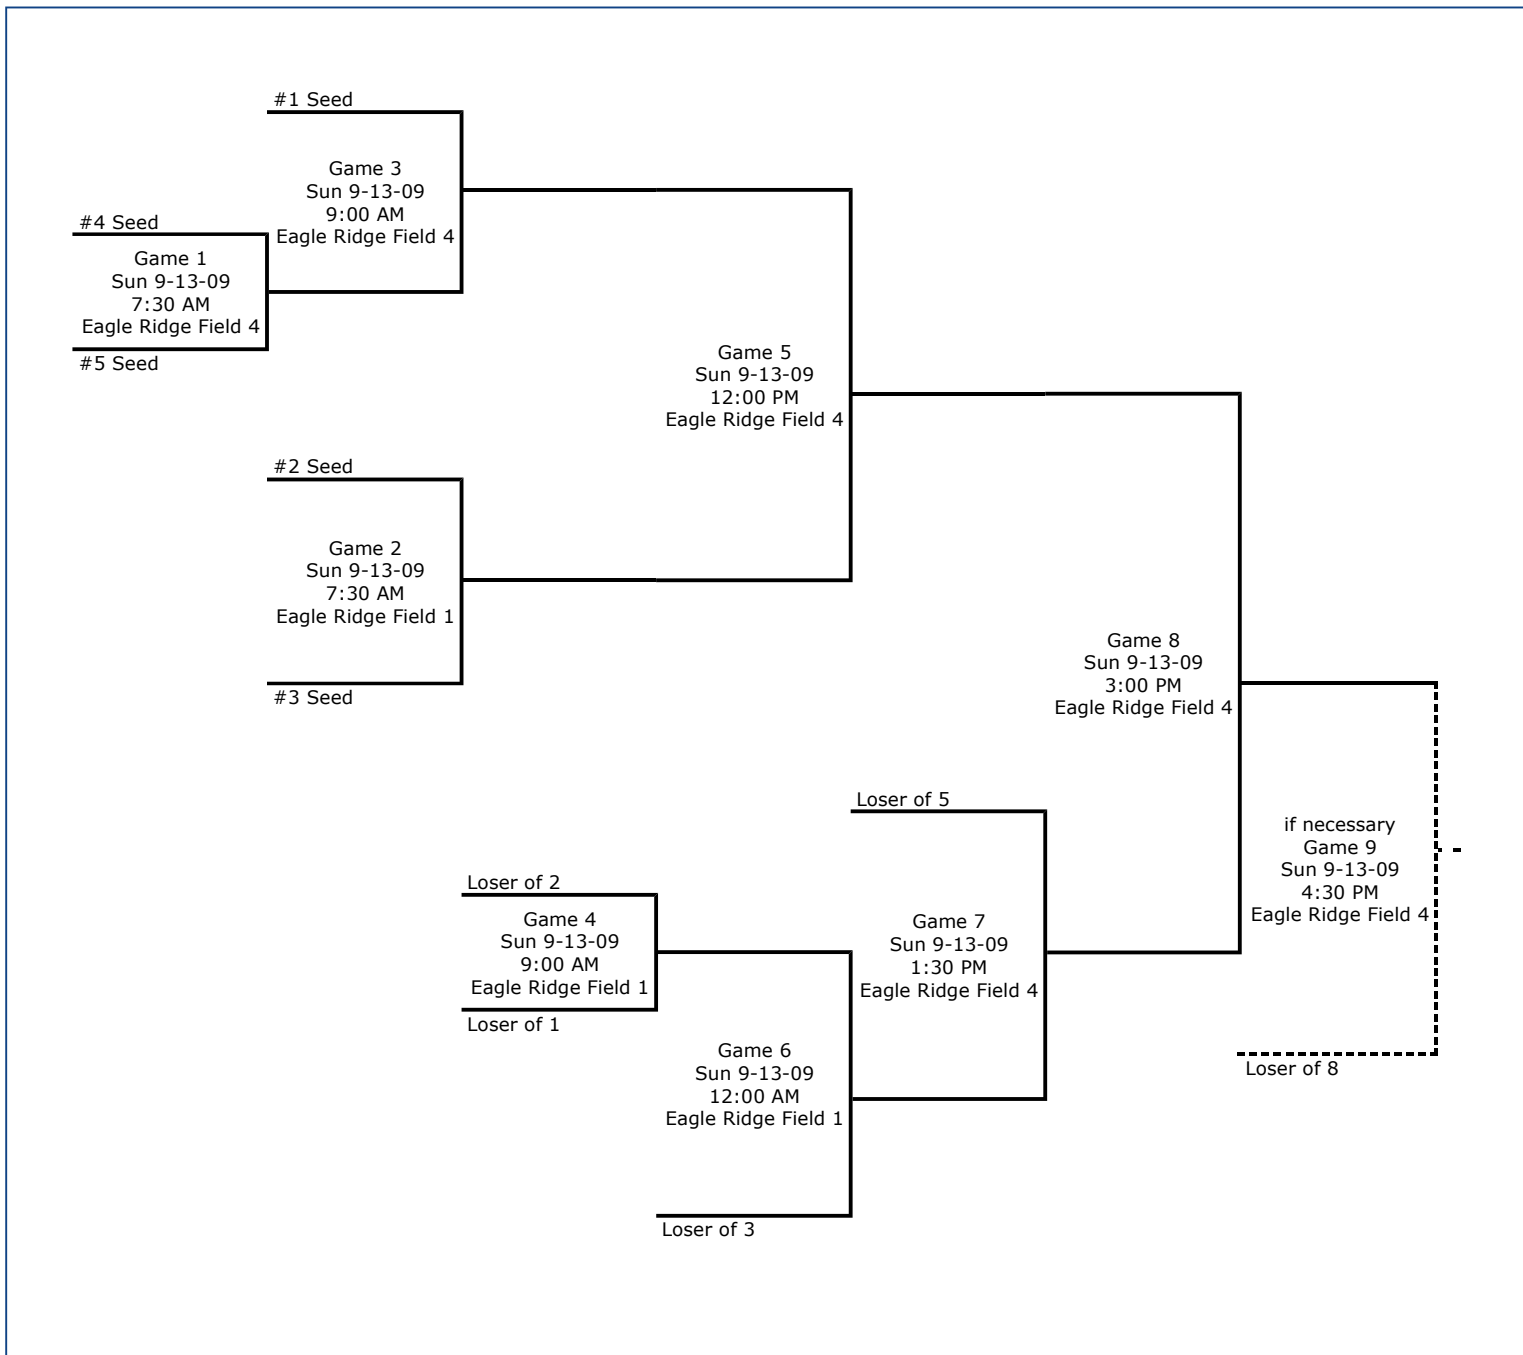 #1 Seed
Game 3
Sun 9-13-09
9:00 AM
Eagle Ridge Field 4
#4 Seed
Game 1
Sun 9-13-09
7:30 AM
Eagle Ridge Field 4
#5 Seed
Game 5
Sun 9-13-09
12:00 PM
Eagle Ridge Field 4
#2 Seed
Game 2
Sun 9-13-09
7:30 AM
Eagle Ridge Field 1
#3 Seed
Game 8
Sun 9-13-09
3:00 PM
Eagle Ridge Field 4
Loser of 5
if necessary
Game 9
Sun 9-13-09
4:30 PM
Eagle Ridge Field 4
Loser of 2
Game 4
Sun 9-13-09
9:00 AM
Eagle Ridge Field 1
Loser of 1
Game 7
Sun 9-13-09
1:30 PM
Eagle Ridge Field 4
Game 6
Sun 9-13-09
12:00 AM
Eagle Ridge Field 1
Loser of 8
Loser of 3